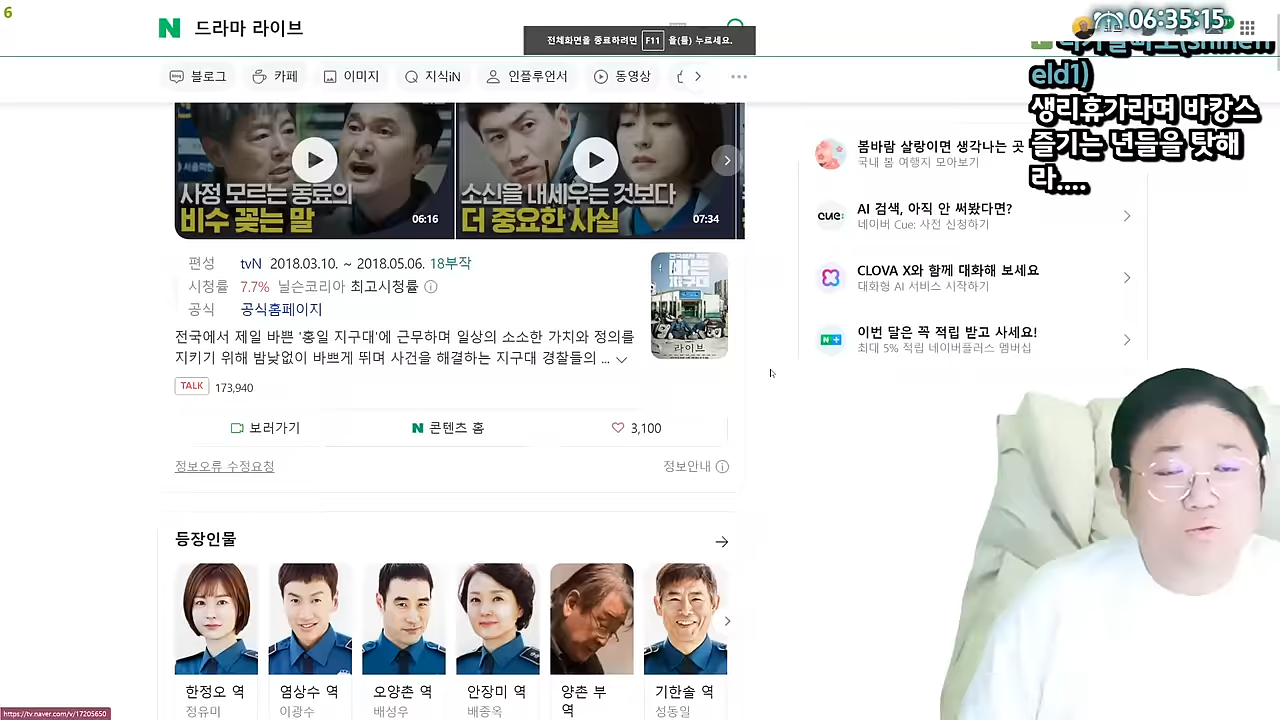 6
N 드라마 라이브
전체화면을 종료하려면 F11 을(를) 누르세요.
06:35:15
블로그
카페
이미지
지식iN
인플루언서
동영상
eld1)
생리휴가라며 바캉스
즐기는 년들을 탓해
라....
사정 모르는 동료의
비수 꽂는 말
06:16
소신을 내세우는 것보다
더 중요한 사실
07:34
편성 tvN 2018.03.10. ~ 2018.05.06. 18부작
시청률 7.7% 닐슨코리아 최고시청률
공식 공식홈페이지
전국에서 제일 바쁜 '홍일 지구대'에 근무하며 일상의 소소한 가치와 정의를
지키기 위해 밤낮없이 바쁘게 뛰며 사건을 해결하는 지구대 경찰들의 ...
라이브
TALK 173,940
보러가기
N 콘텐츠 홈
3,100
정보오류 수정요청
정보안내
봄바람 살랑이면 생각나는 곳
국내 봄 여행지 모아보기
cue:
AI 검색, 아직 안 써봤다면?
네이버 Cue: 사전 신청하기
CLOVA X와 함께 대화해 보세요
대화형 AI 서비스 시작하기
N +
이번 달은 꼭 적립 받고 사세요!
최대 5% 적립 네이버플러스 멤버십
등장인물
한정오 역
정유미
염상수 역
이광수
오양촌 역
배성우
안장미 역
배종옥
양촌 부
역
기한솔 역
성동일
https://tv.naver.com/v/17205650